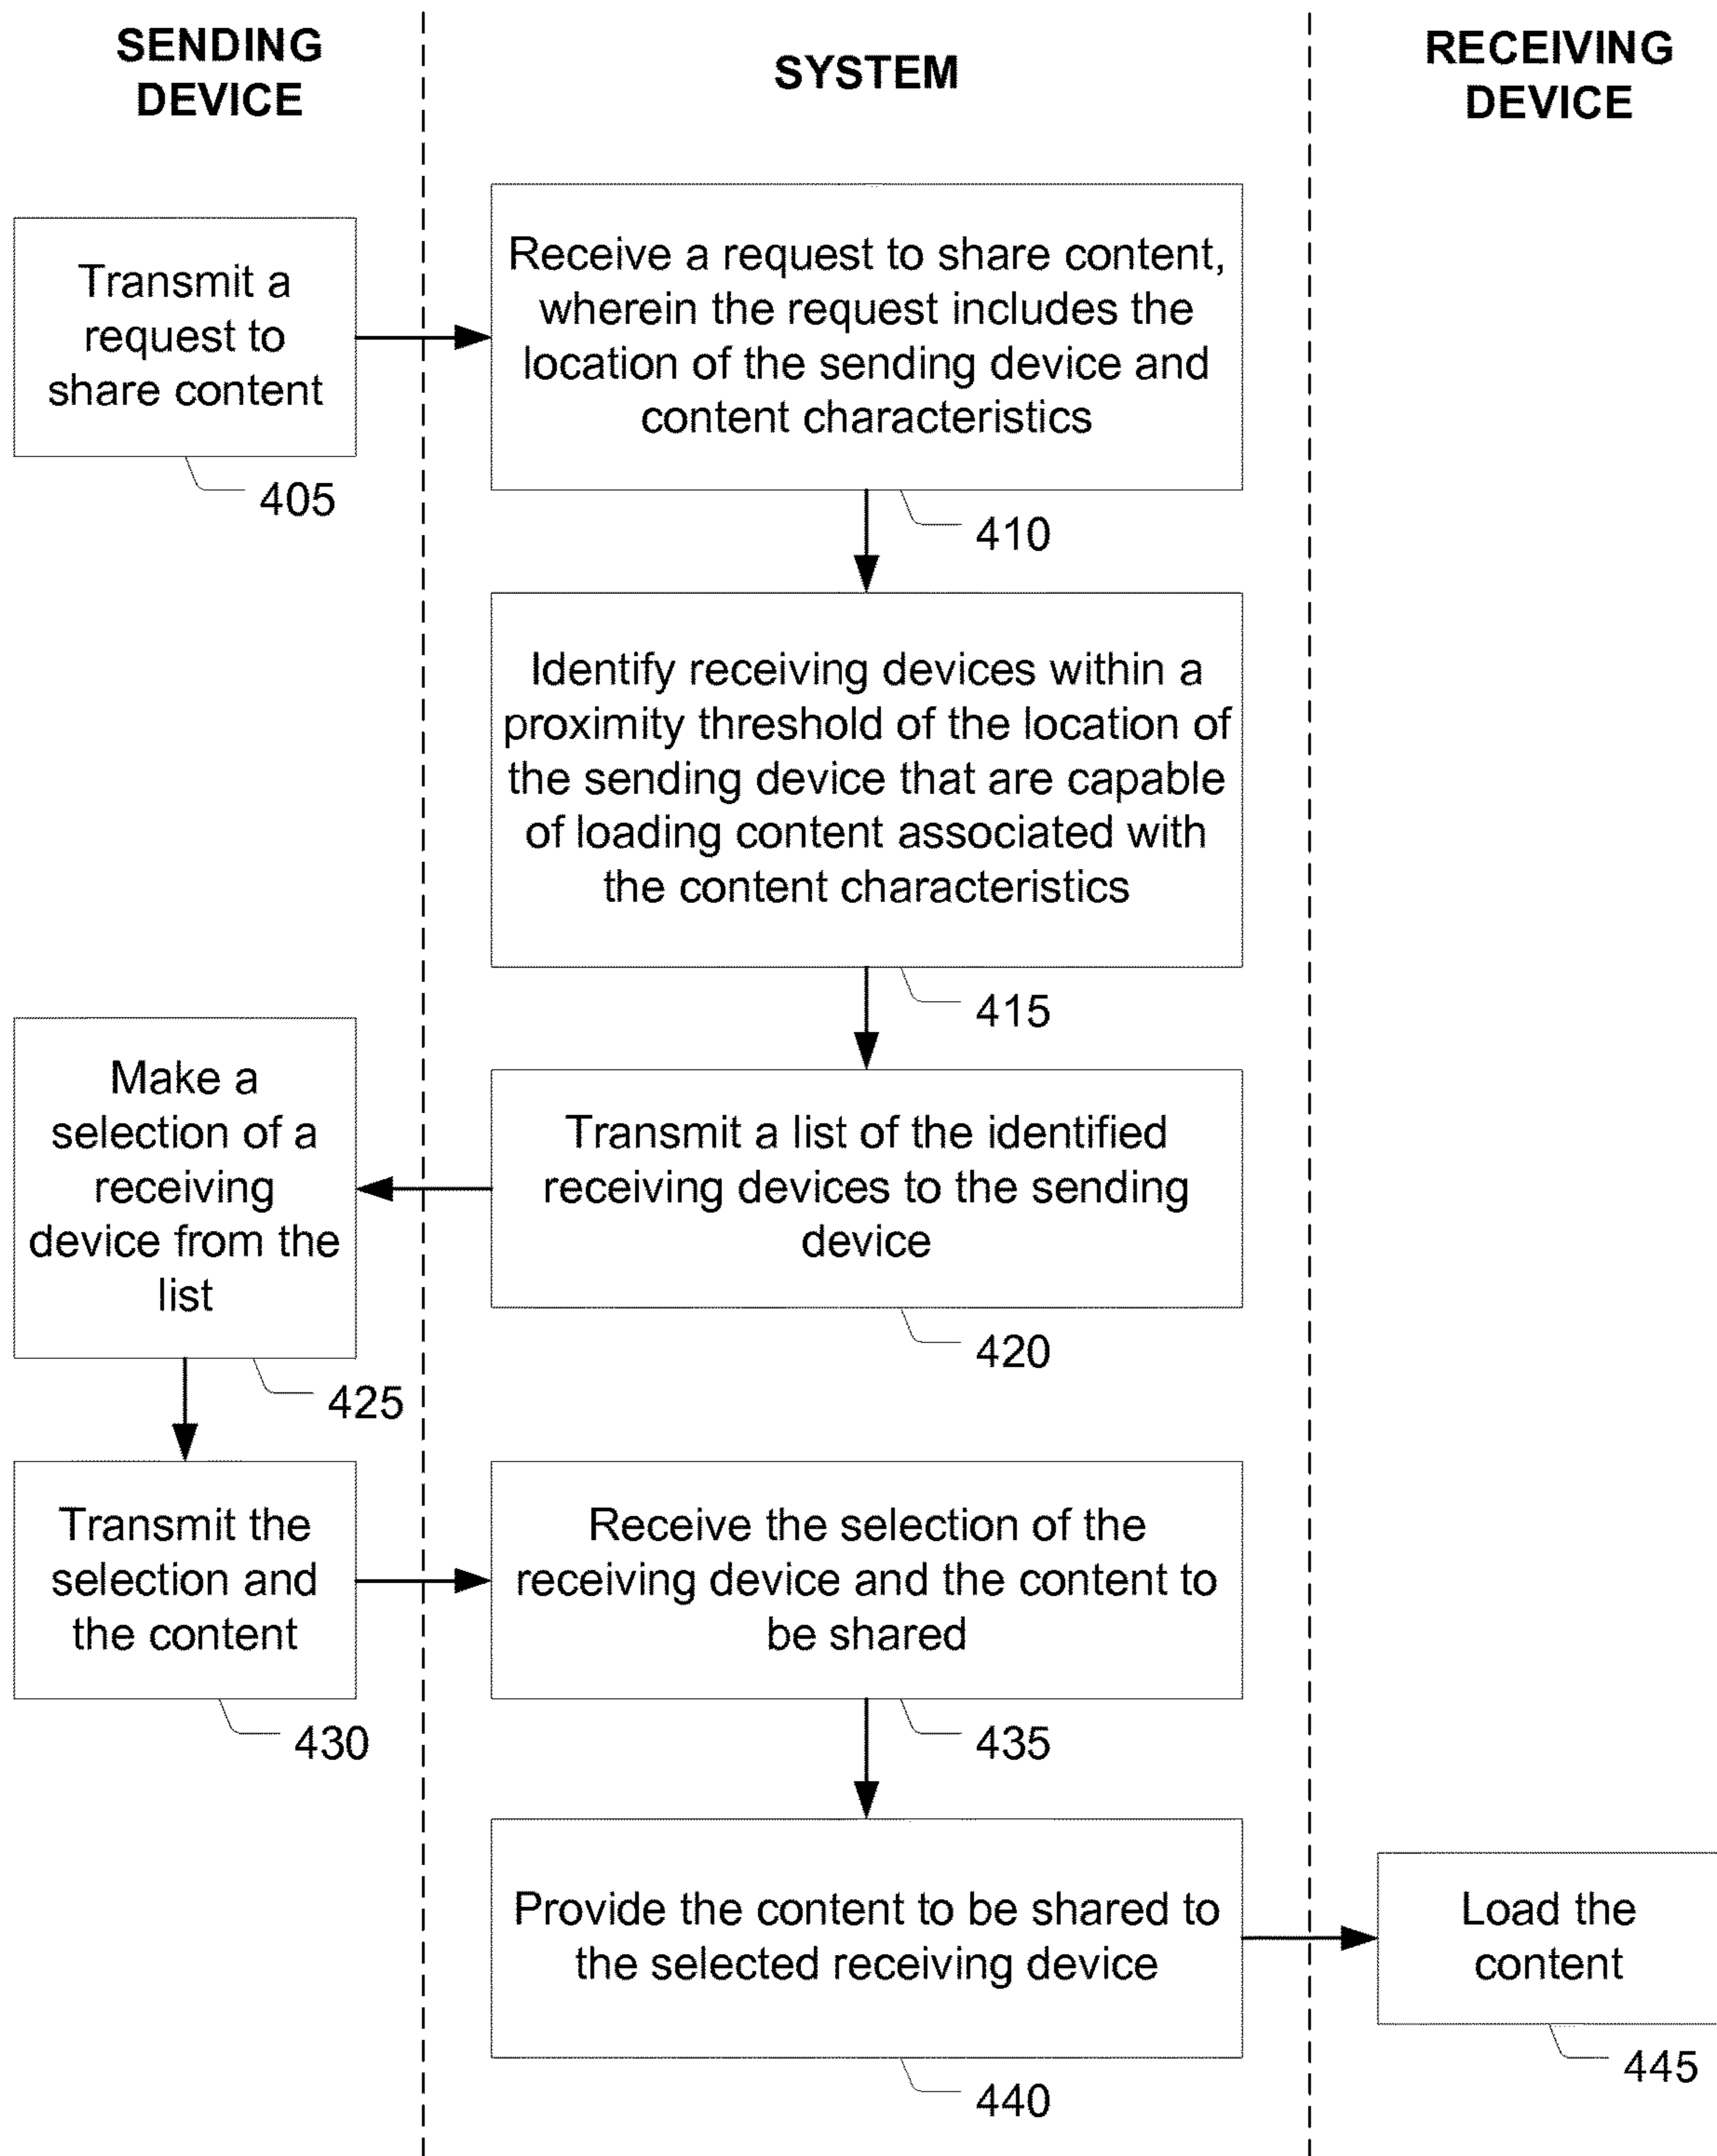 SENDING
DEVICE
SYSTEM
RECEIVING
DEVICE
Transmit a
request to
share content
405
Receive a request to share content,
wherein the request includes the
location of the sending device and
content characteristics
410
Identify receiving devices within a
proximity threshold of the location of
the sending device that are capable
of loading content associated with
the content characteristics
415
Transmit a list of the identified
receiving devices to the sending
device
420
Make a
selection of a
receiving
device from the
list
425
Transmit the
selection and
the content
430
Receive the selection of the
receiving device and the content to
be shared
435
Provide the content to be shared to
the selected receiving device
440
Load the
content
445